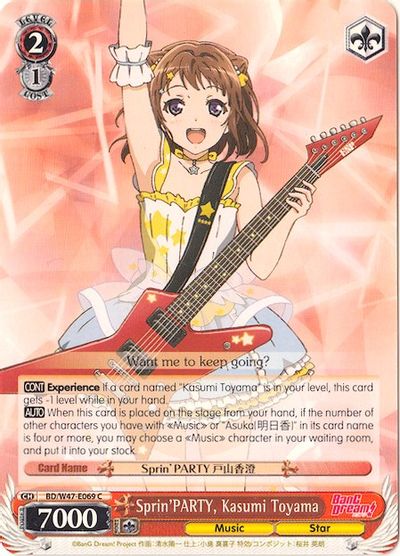 LEVEL
2
1
COST
Want me to keep going?
CONT Experience If a card named "Kasumi Toyama" is in your level, this card
gets -1 level while in your hand.
AUTO When this card is placed on the stage from your hand, if the number of
other characters you have with «Music» or "Asuka(明日香)" in its name is
four or more, you may choose a «Music» character in your waiting room,
and put it into your stock.
Card Name Sprin'PARTY 戸山香澄
CH BD/W47-E069 C
Sprin'PARTY, Kasumi Toyama
BanG Dream!
7000
Music Star
©BanG Dream! Project